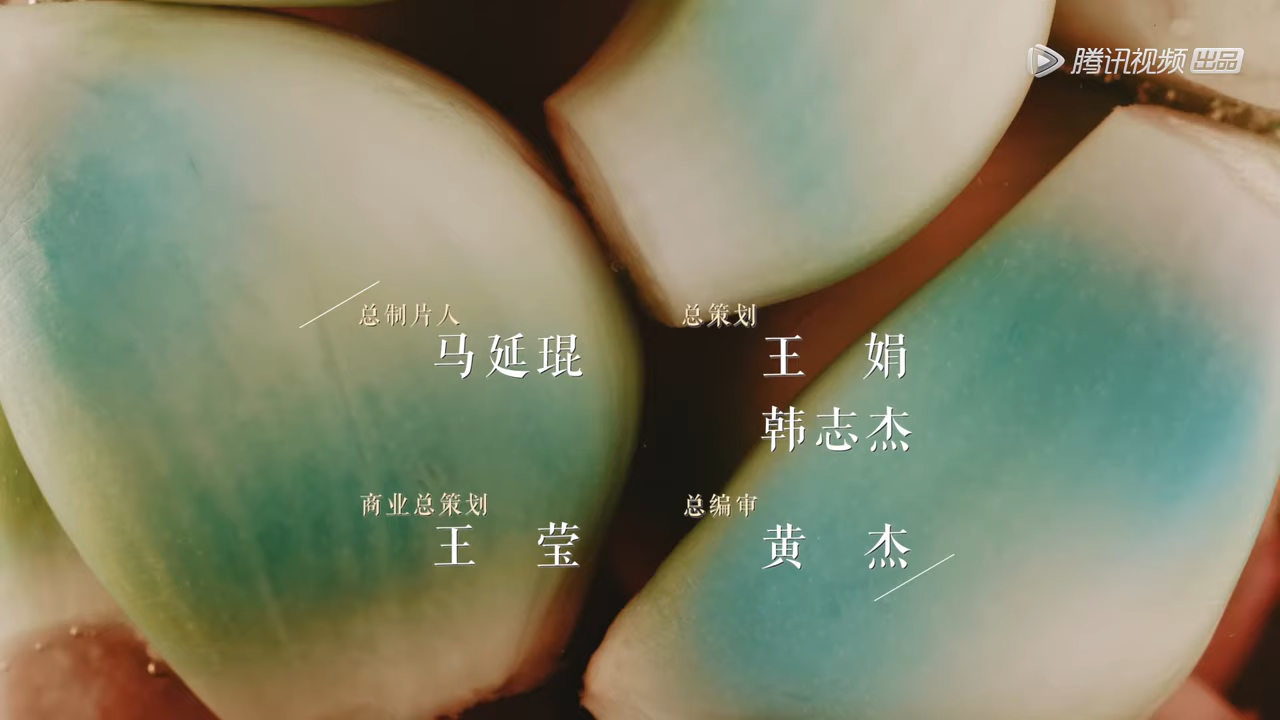 腾讯视频 出品
总制片人
马延琨
总策划
王 娟
韩志杰
商业总策划
王 莹
总编审
黄 杰